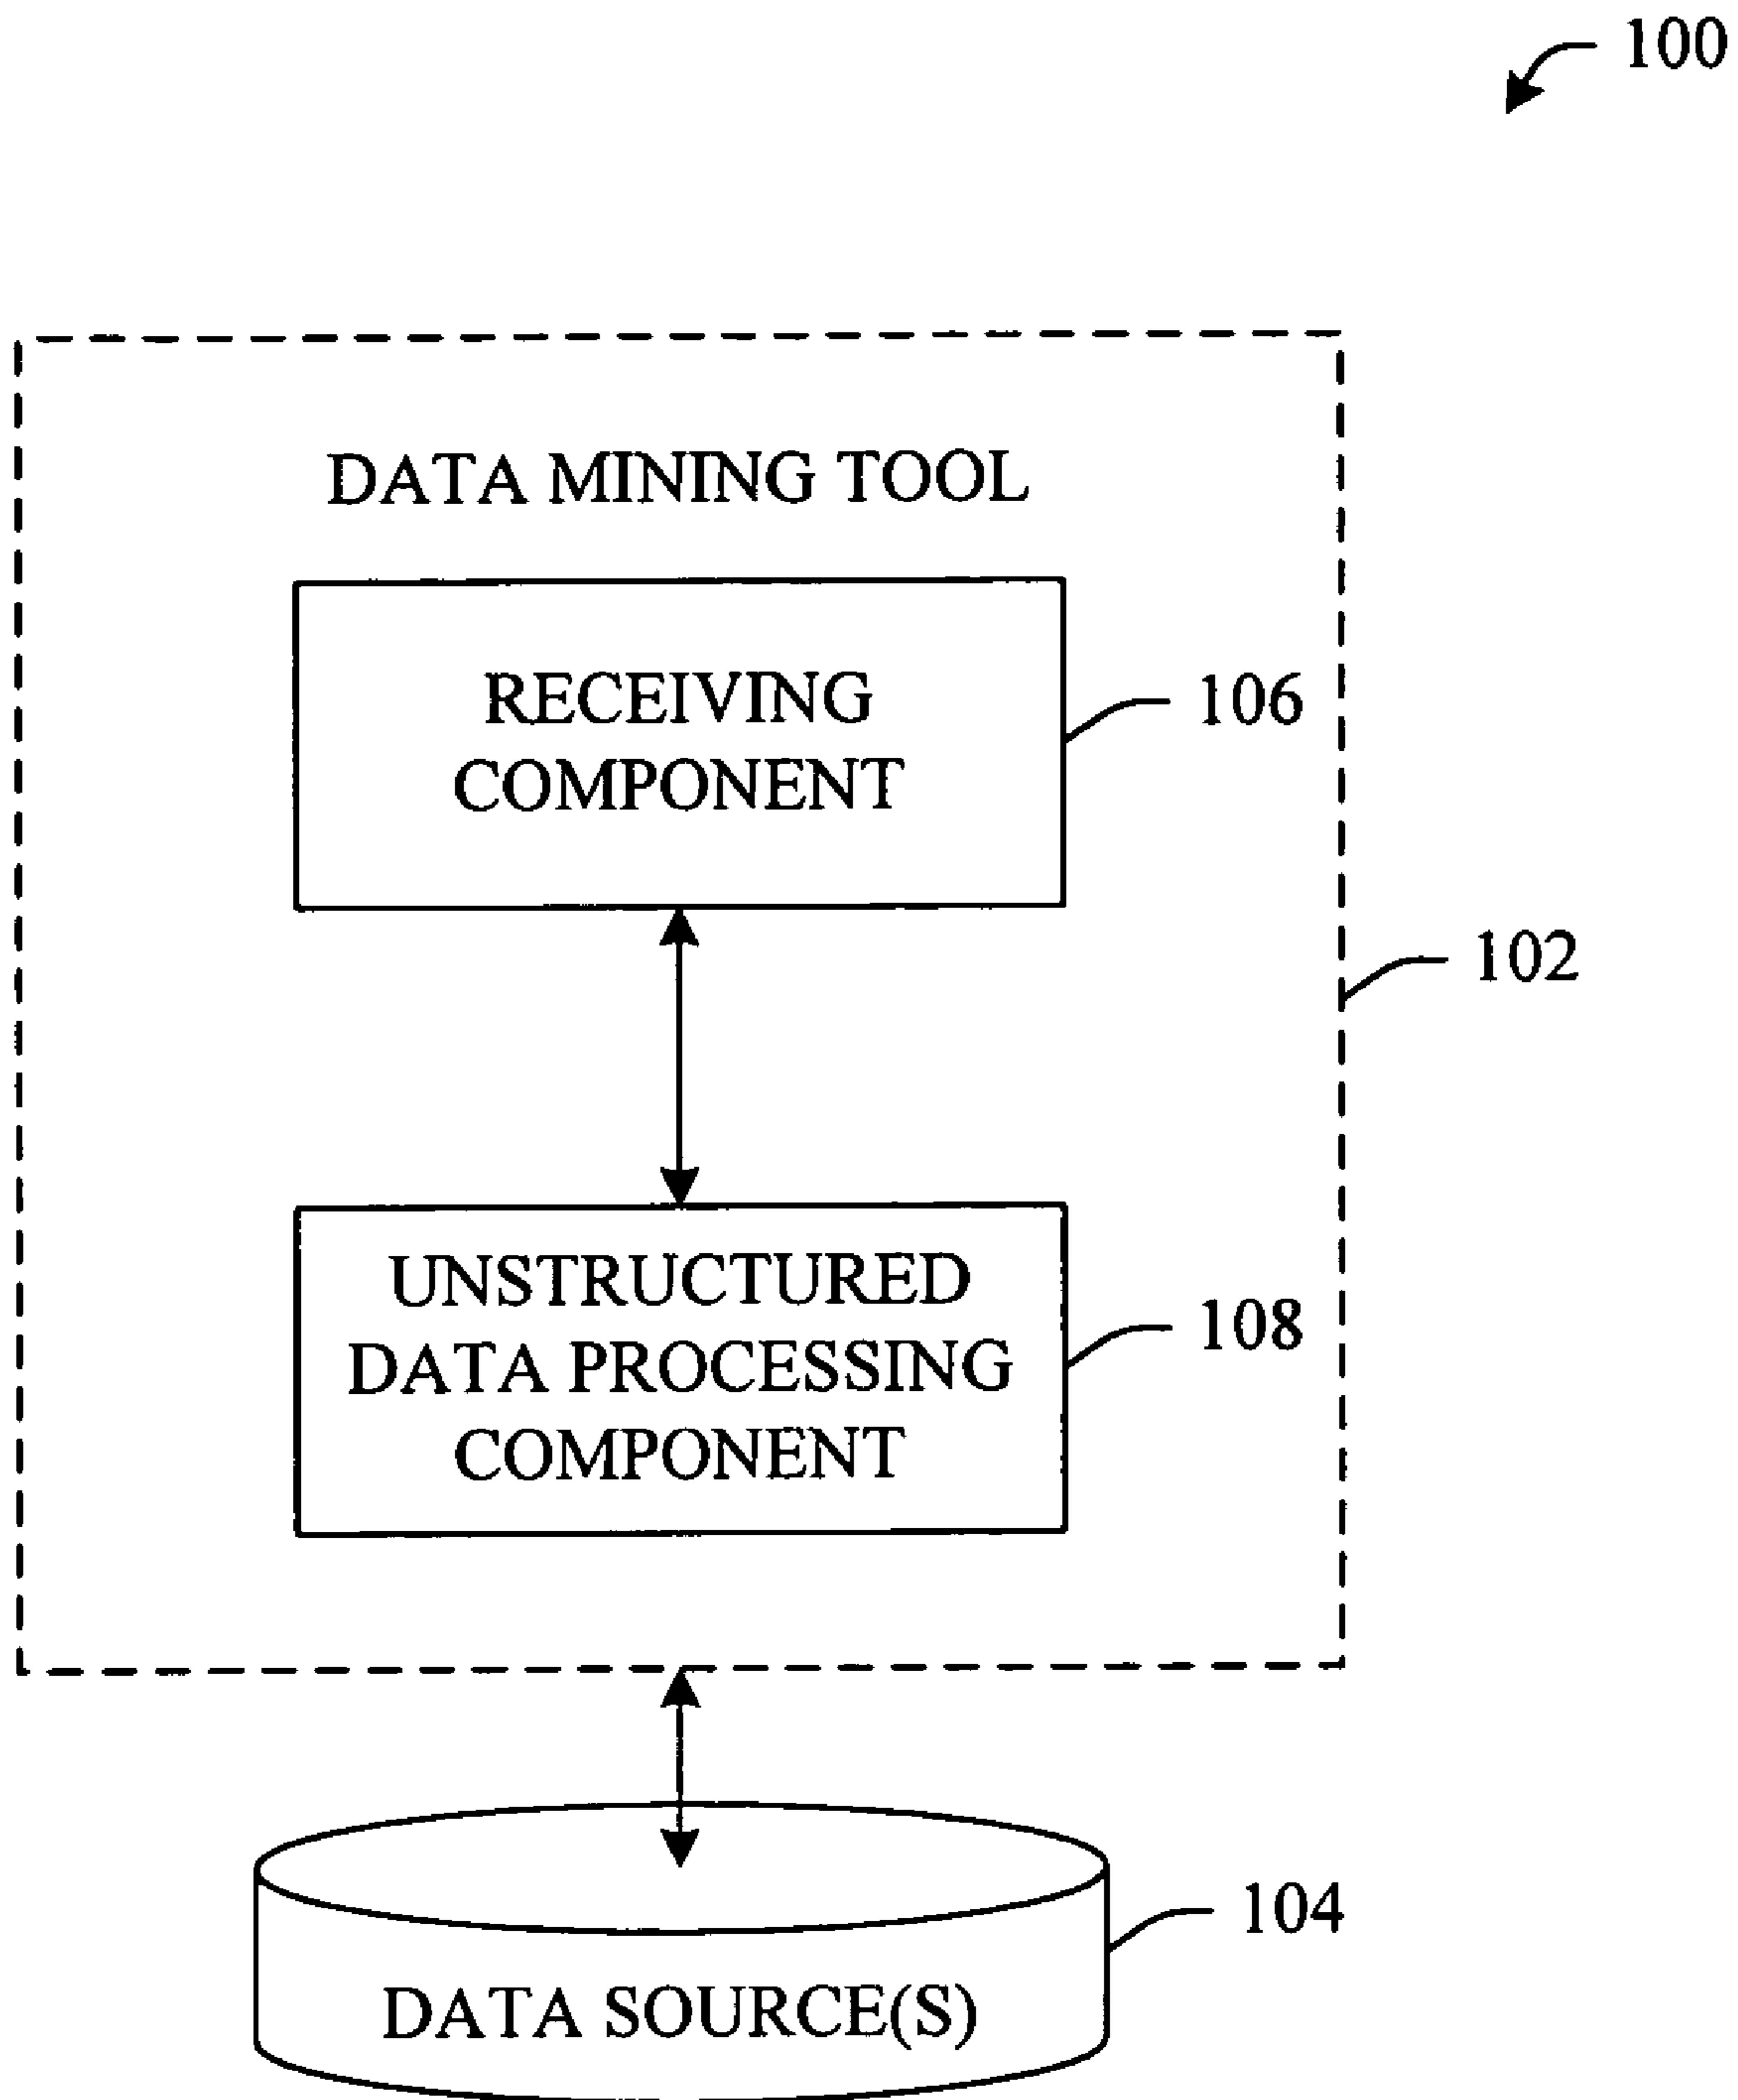 100
DATA MINING TOOL
RECEIVING
COMPONENT
106
102
UNSTRUCTURED
DATA PROCESSING
COMPONENT
108
104
DATA SOURCE(S)